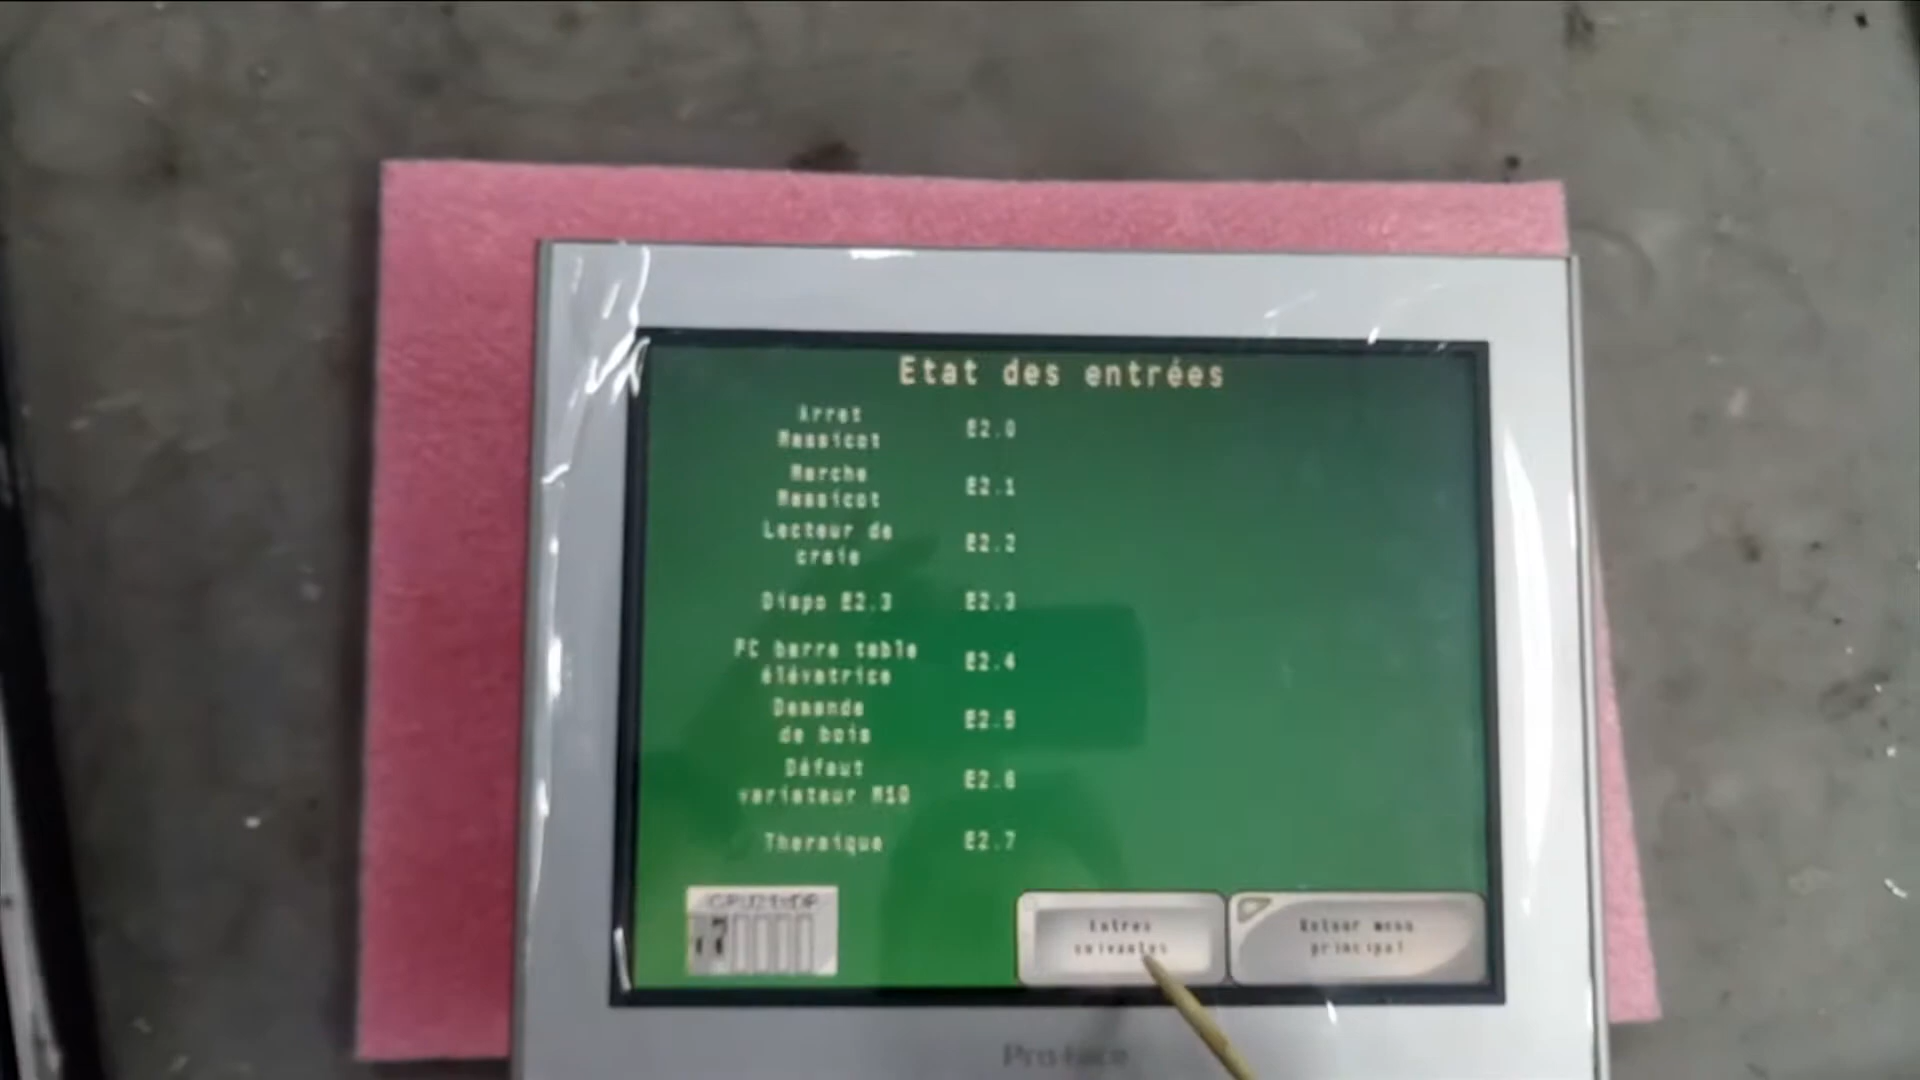 Etat des entrées
Arret
Massicot
E2.0
Marche
Massicot
E2.1
Lecteur de
craie
E2.2
Dispo E2.3
E2.3
FC barre table
élévatrice
E2.4
Demande
de bois
E2.5
Défaut
variateur M10
E2.6
Thermique
E2.7
Entres
suivantes
Retour menu
principal
Pro-face